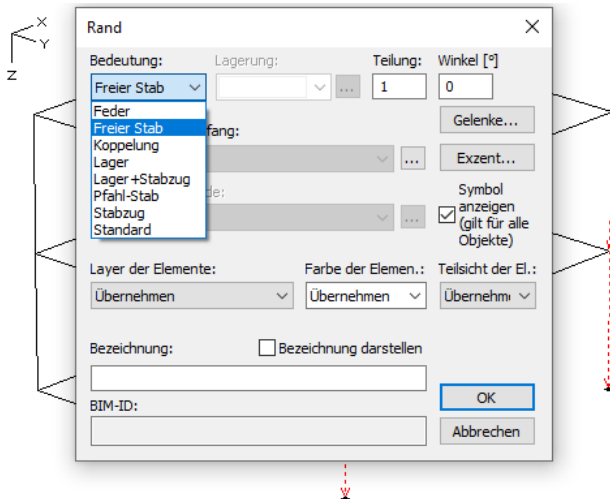 X
Y
Z
Rand
Bedeutung: Lagerung: Teilung: Winkel [°]
Freier Stab ... 1 0
Feder
Freier Stab
Koppelung
Lager
Lager+Stabzug
Pfahl-Stab
Stabzug
Standard
fang:
...
de:
...
Gelenke...
Exzent...
Symbol
anzeigen
(gilt für alle
Objekte)
Layer der Elemente: Farbe der Elemen.: Teilsicht der El.:
Übernehmen Übernehmen Übernehm
Bezeichnung: Bezeichnung darstellen
BIM-ID:
OK
Abbrechen